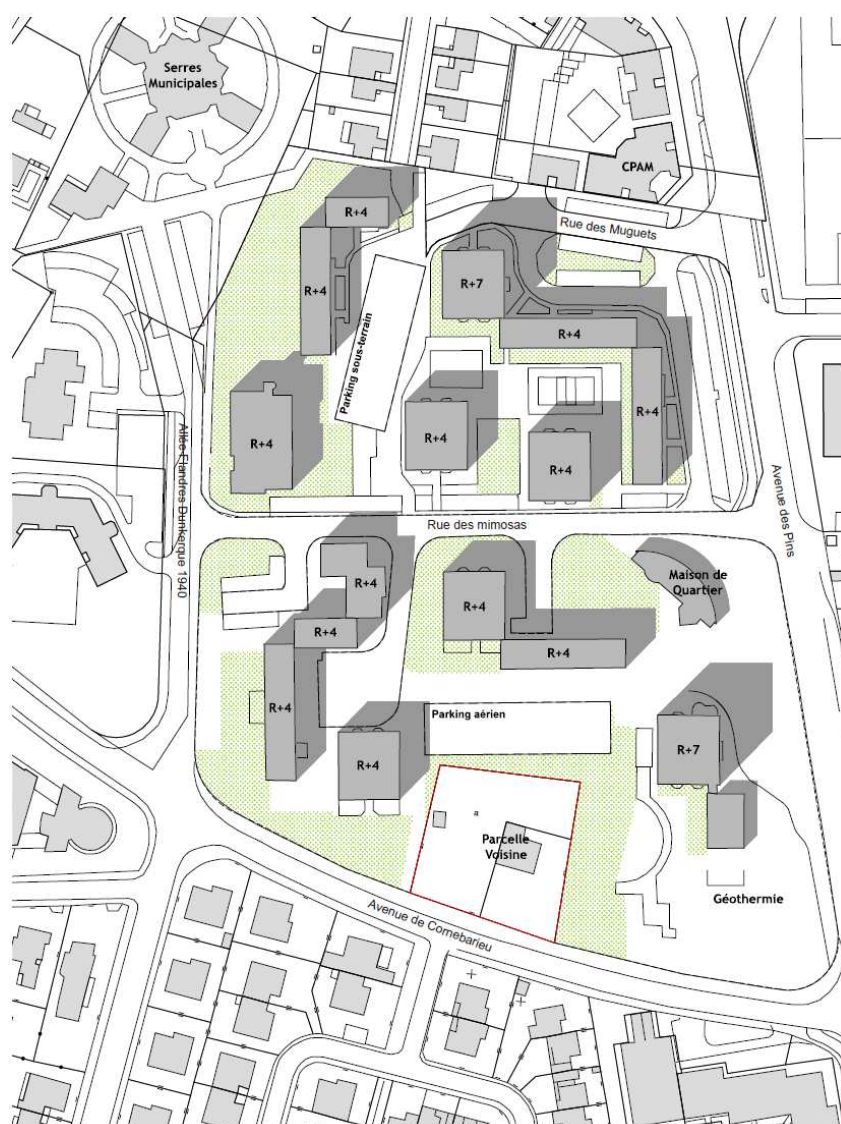 Serres
Municipales
CPAM
R+4
Rue des Muguets
R+4
R+7
Parking sous-terrain
R+4
R+4
R+4
R+4
R+4
Allée Flandres Dunkerque 1940
Rue des mimosas
Avenue des Pins
R+4
Maison de
Quartier
R+4
R+4
R+4
R+4
Parking aérien
R+7
R+4
a
Parcelle
Voisine
Géothermie
Avenue de Cornebarieu